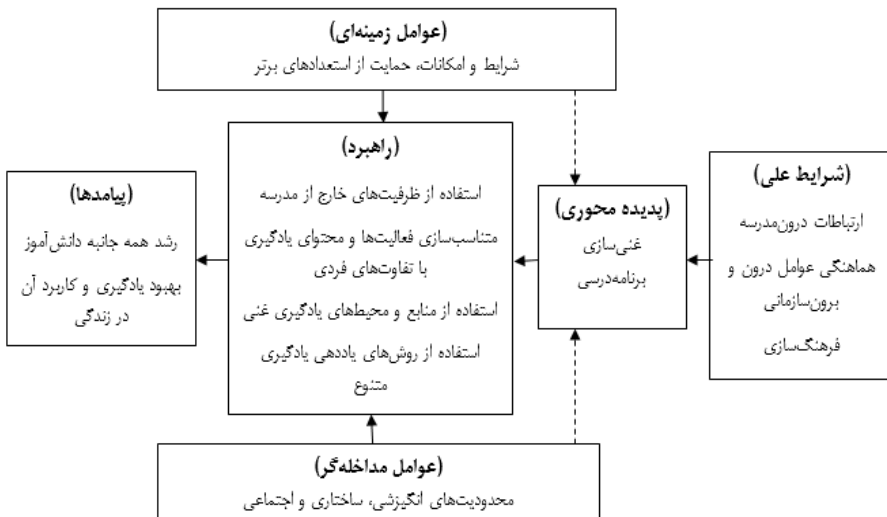 (عوامل زمینه‌ای)
شرایط و امکانات، حمایت از استعدادهای برتر
(شرایط علی)
ارتباطات درون‌مدرسه
هماهنگی عوامل درون و
برون‌سازمانی
فرهنگ‌سازی
(پدیده محوری)
غنی‌سازی
برنامه‌درسی
(راهبرد)
استفاده از ظرفیت‌های خارج از مدرسه
متناسب‌سازی فعالیت‌ها و محتوای یادگیری
با تفاوت‌های فردی
استفاده از منابع و محیط‌های یادگیری غنی
استفاده از روش‌های یاددهی یادگیری
متنوع
(پیامدها)
رشد همه جانبه دانش‌آموز
بهبود یادگیری و کاربرد آن
در زندگی
(عوامل مداخله‌گر)
محدودیت‌های انگیزشی، ساختاری و اجتماعی